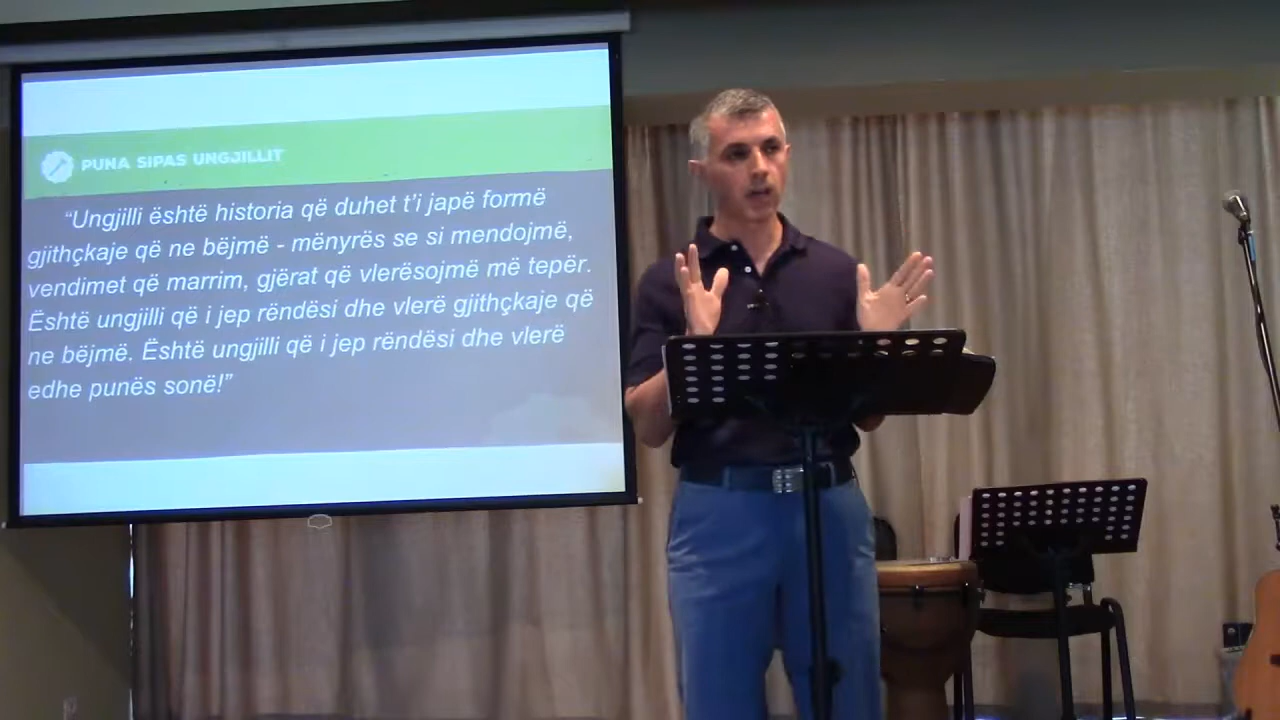 PUNA SIPAS UNGJILLIT
“Ungjilli është historia që duhet t’i japë formë
gjithçkaje që ne bëjmë - mënyrës se si mendojmë,
vendimet që marrim, gjërat që vlerësojmë më tepër.
Është ungjilli që i jep rëndësi dhe vlerë gjithçkaje që
ne bëjmë. Është ungjilli që i jep rëndësi dhe vlerë
edhe punës sonë!”